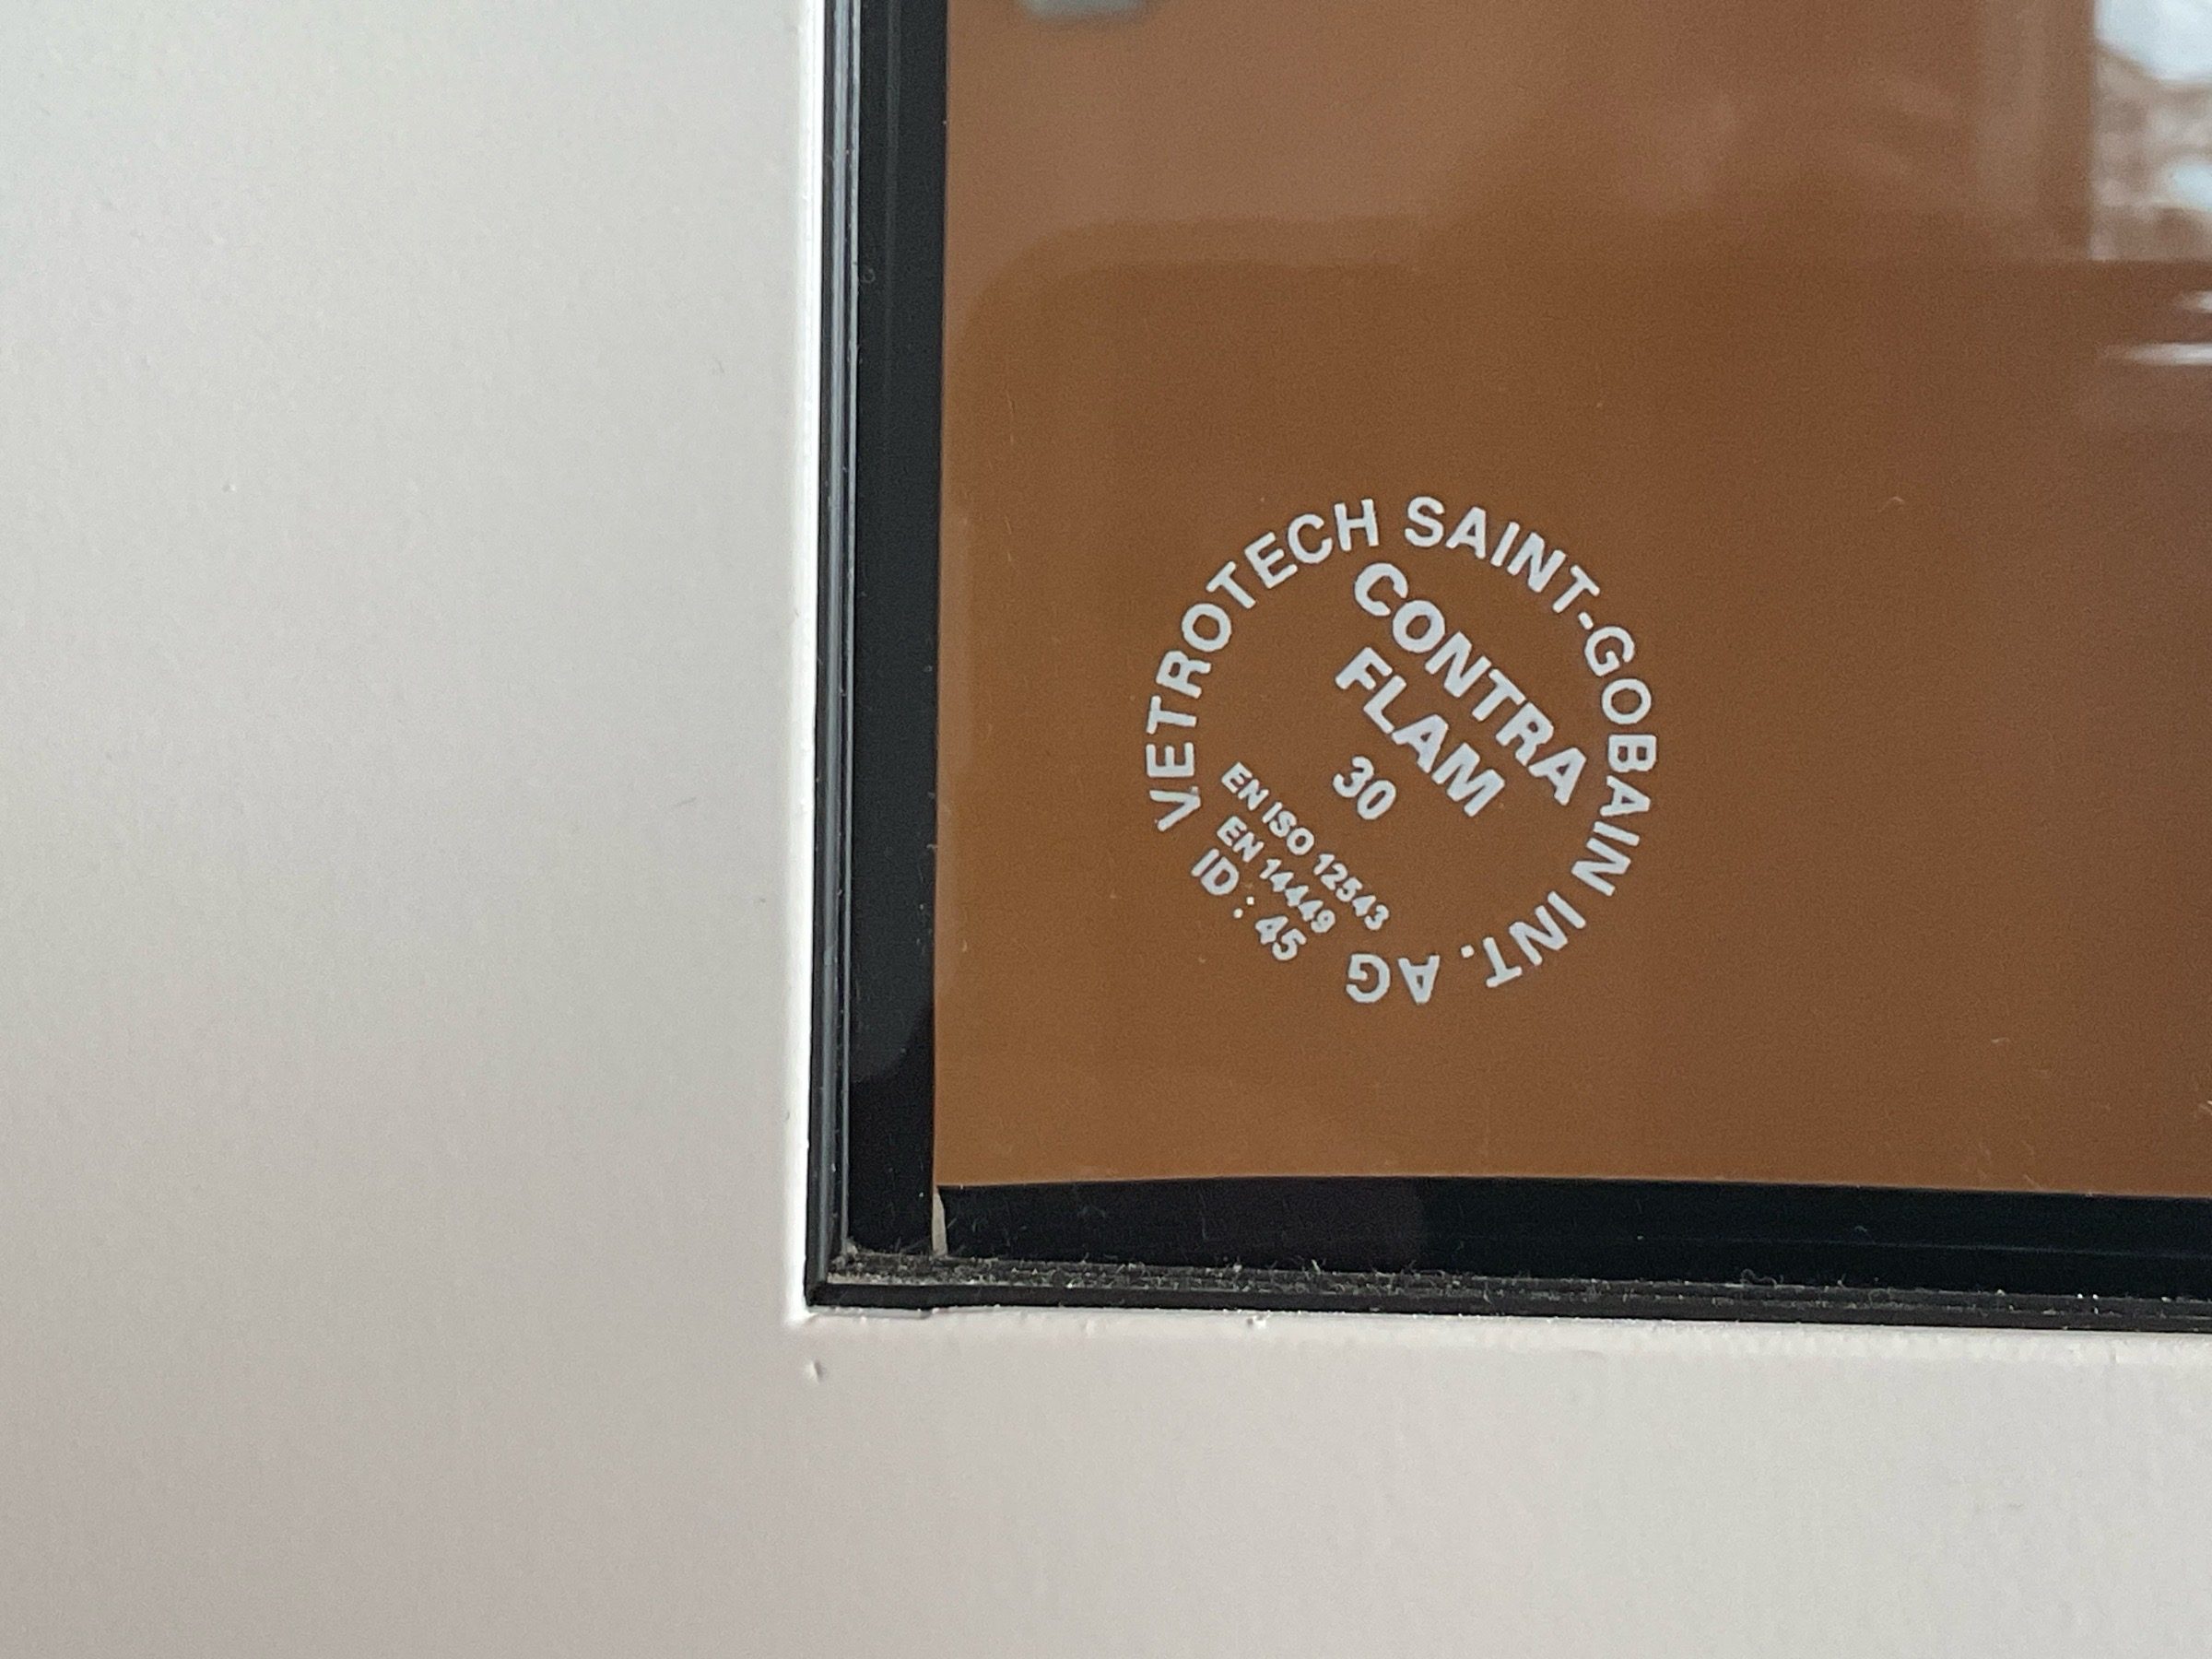 VETROTECH SAINT-GOBAIN INT. AG
CONTRA
FLAM
30
EN ISO 12543
EN 14449
ID : 45